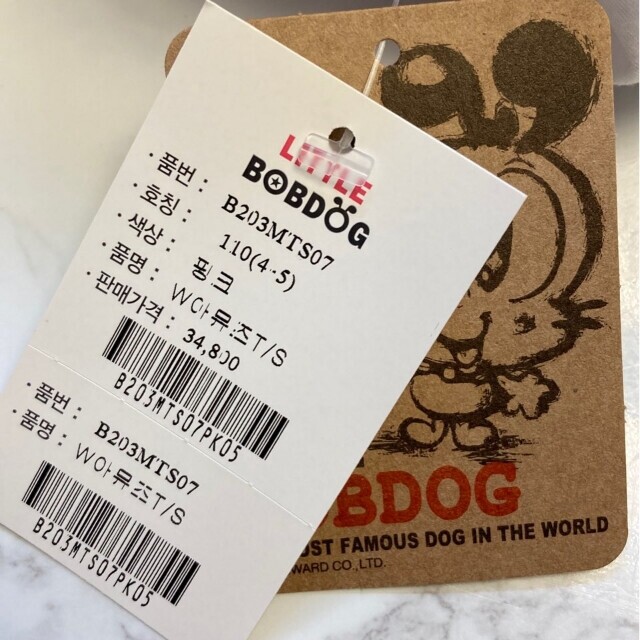 LITTLE
BOBDOG
· 품번 : B203MTS07
· 호칭 : 110(4·5)
· 색상 : 핑크
· 품명 : W아뮤즈T/S
· 판매가격 : 34,800
B203MTS07PK05
· 품번 : B203MTS07
· 품명 : W아뮤즈T/S
B203MTS07PK05
BDOG
UST FAMOUS DOG IN THE WORLD
WARD CO.,LTD.